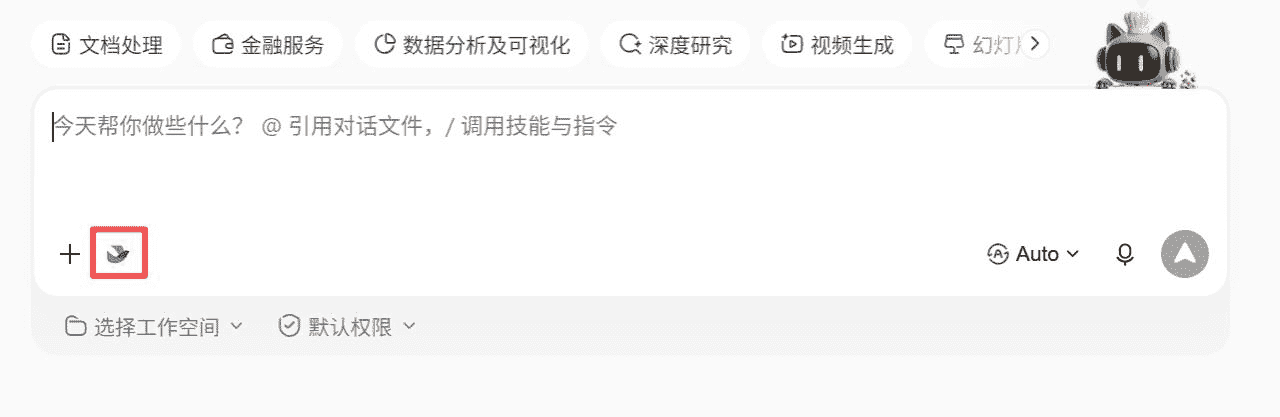 文档处理 金融服务 数据分析及可视化 深度研究 视频生成 幻灯
今天帮你做些什么？ @ 引用对话文件，/ 调用技能与指令
Auto
选择工作空间 默认权限